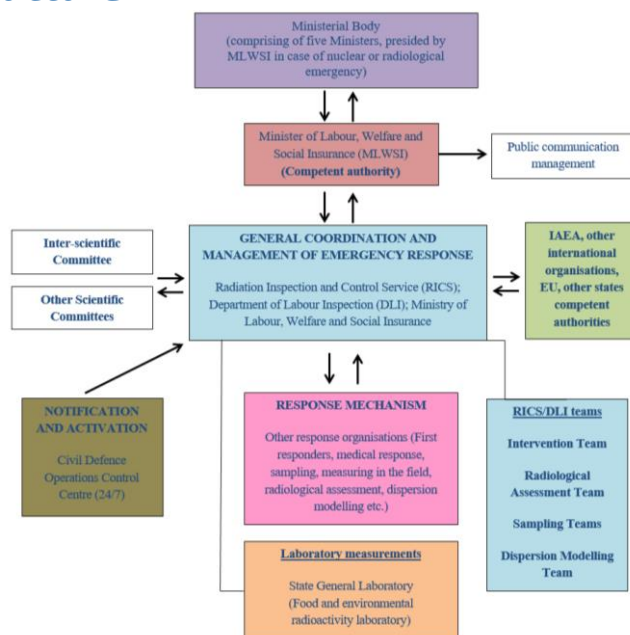 Ministerial Body
(comprising of five Ministers, presided by
MLWSI in case of nuclear or radiological
emergency)
Minister of Labour, Welfare and
Social Insurance (MLWSI)
(Competent authority)
Public communication
management
GENERAL COORDINATION AND
MANAGEMENT OF EMERGENCY RESPONSE
Radiation Inspection and Control Service (RICS);
Department of Labour Inspection (DLI); Ministry of
Labour, Welfare and Social Insurance
Inter-scientific
Committee
Other Scientific
Committees
IAEA, other
international
organisations,
EU, other states
competent
authorities
NOTIFICATION
AND ACTIVATION
Civil Defence
Operations Control
Centre (24/7)
RESPONSE MECHANISM
Other response organisations (First
responders, medical response,
sampling, measuring in the field,
radiological assessment, dispersion
modelling etc.)
RICS/DLI teams
Intervention Team
Radiological
Assessment Team
Sampling Teams
Dispersion Modelling
Team
Laboratory measurements
State General Laboratory
(Food and environmental
radioactivity laboratory)